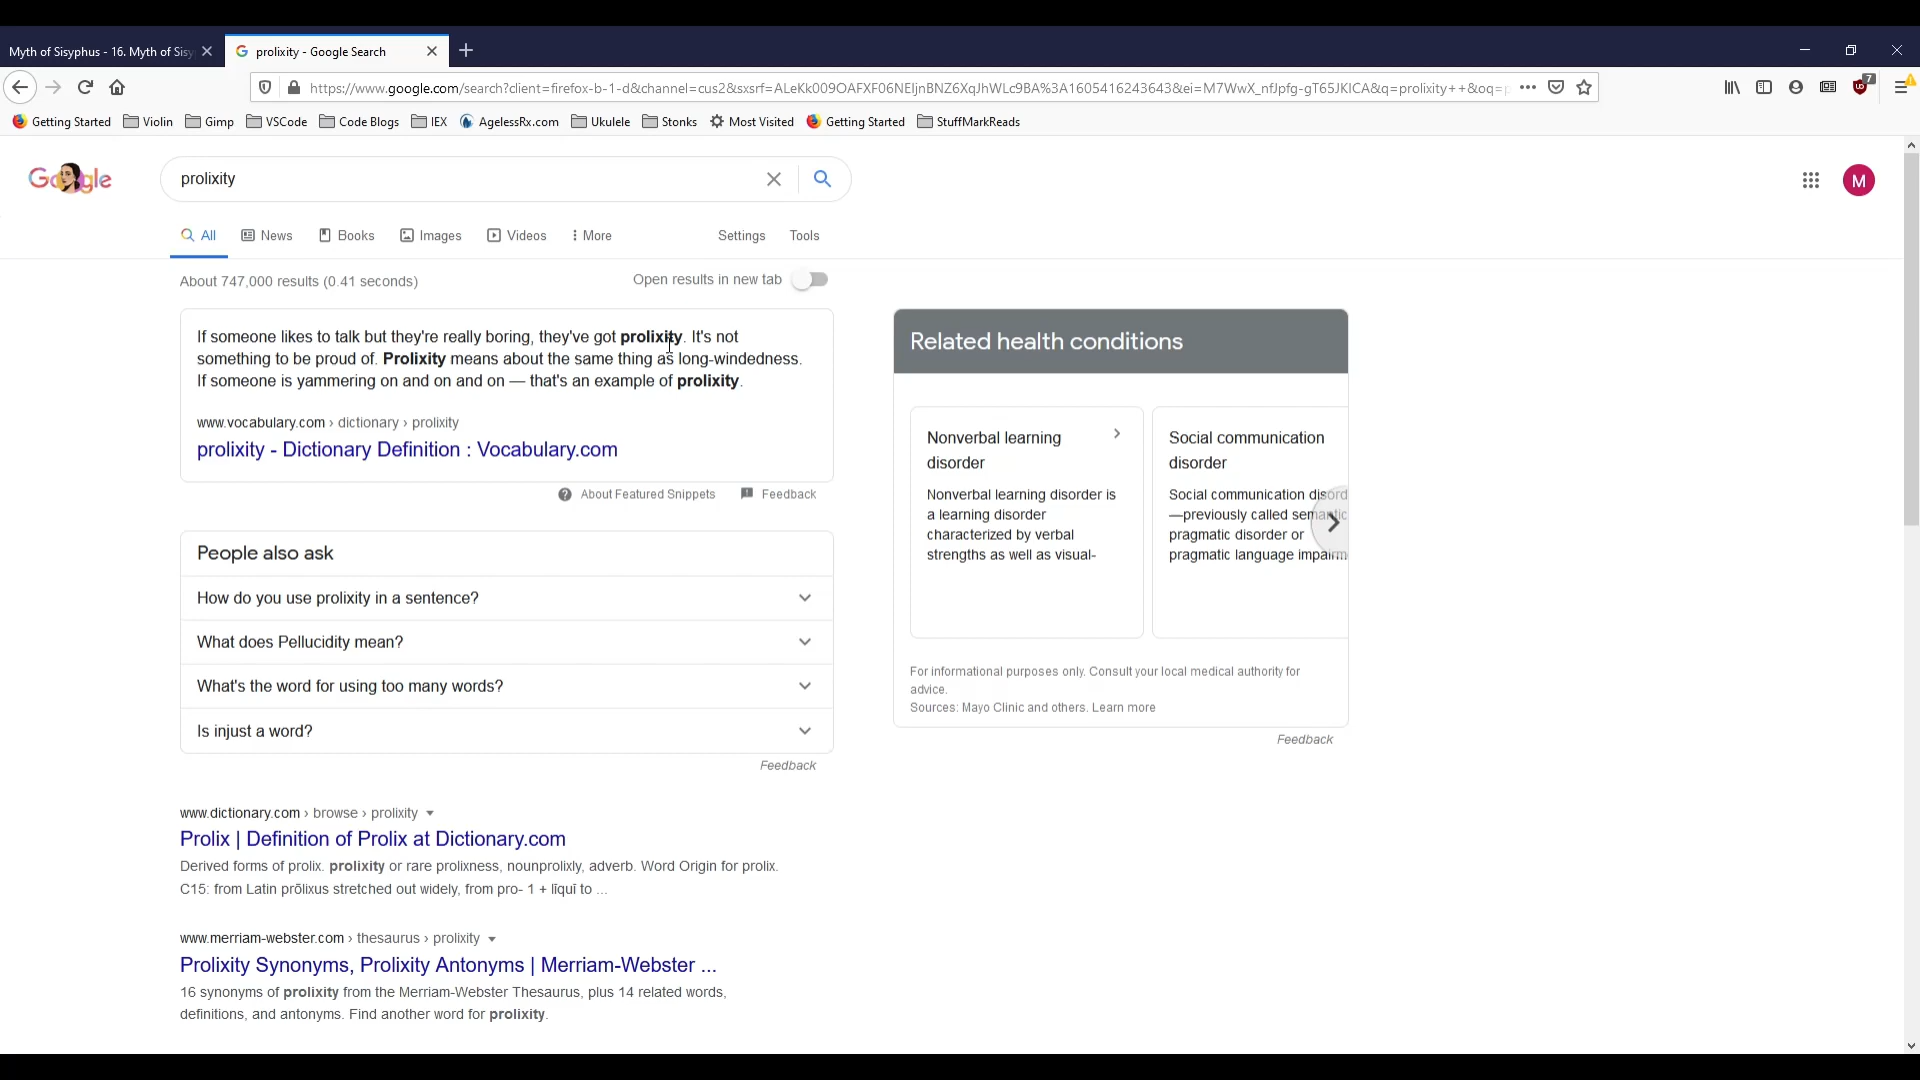 Myth of Sisyphus - 16. Myth of Sisy
prolixity - Google Search
https://www.google.com/search?client=firefox-b-1-d&channel=cus2&sxsrf=ALeKk009OAFXF06NEIjnBNZ6XqJhWLc9BA%3A1605416243643&ei=M7WwX_nfJpfg-gT65JKICA&q=prolixity++&oq=p
7
Getting Started Violin Gimp VSCode Code Blogs IEX AgelessRx.com Ukulele Stonks Most Visited Getting Started StuffMarkReads
Google
prolixity
M
All News Books Images Videos More Settings Tools
About 747,000 results (0.41 seconds)
Open results in new tab
If someone likes to talk but they're really boring, they've got prolixity. It's not
something to be proud of. Prolixity means about the same thing as long-windedness.
If someone is yammering on and on and on — that's an example of prolixity.
www.vocabulary.com › dictionary › prolixity
prolixity - Dictionary Definition : Vocabulary.com
About Featured Snippets Feedback
People also ask
How do you use prolixity in a sentence?
What does Pellucidity mean?
What's the word for using too many words?
Is injust a word?
Feedback
www.dictionary.com › browse › prolixity
Prolix | Definition of Prolix at Dictionary.com
Derived forms of prolix. prolixity or rare prolixness, nounprolixly, adverb. Word Origin for prolix.
C15: from Latin prōlixus stretched out widely, from pro- 1 + līquī to ...
www.merriam-webster.com › thesaurus › prolixity
Prolixity Synonyms, Prolixity Antonyms | Merriam-Webster ...
16 synonyms of prolixity from the Merriam-Webster Thesaurus, plus 14 related words,
definitions, and antonyms. Find another word for prolixity.
Related health conditions
Nonverbal learning
disorder
Nonverbal learning disorder is
a learning disorder
characterized by verbal
strengths as well as visual-
Social communication
disorder
Social communication disord
—previously called semantic
pragmatic disorder or
pragmatic language impairm
For informational purposes only. Consult your local medical authority for
advice.
Sources: Mayo Clinic and others. Learn more
Feedback